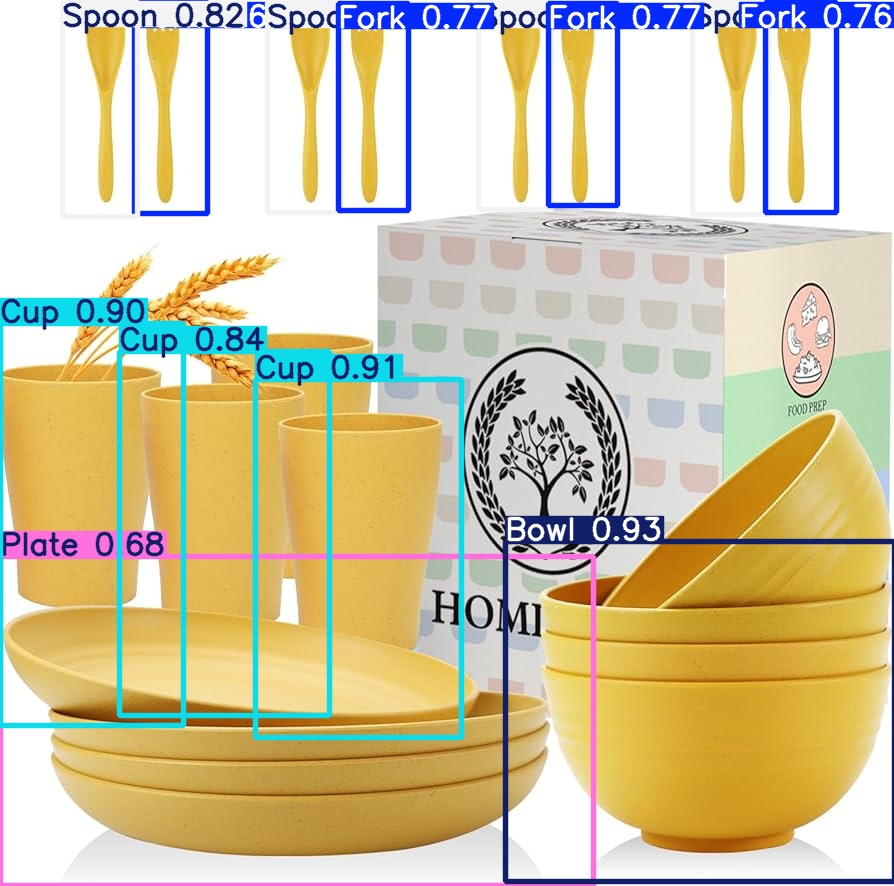 Spoon 0.82
6
Spoo
Fork 0.77
Spoo
Fork 0.77
Spo
Fork 0.76
Cup 0.90
Cup 0.84
Cup 0.91
FOOD PREP
Bowl 0.93
Plate 0.68
HOM